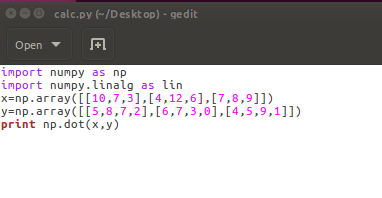 calc.py (~/Desktop) - gedit
Open
import numpy as np
import numpy.linalg as lin
x=np.array([[10,7,3],[4,12,6],[7,8,9]])
y=np.array([[5,8,7,2],[6,7,3,0],[4,5,9,1]])
print np.dot(x,y)